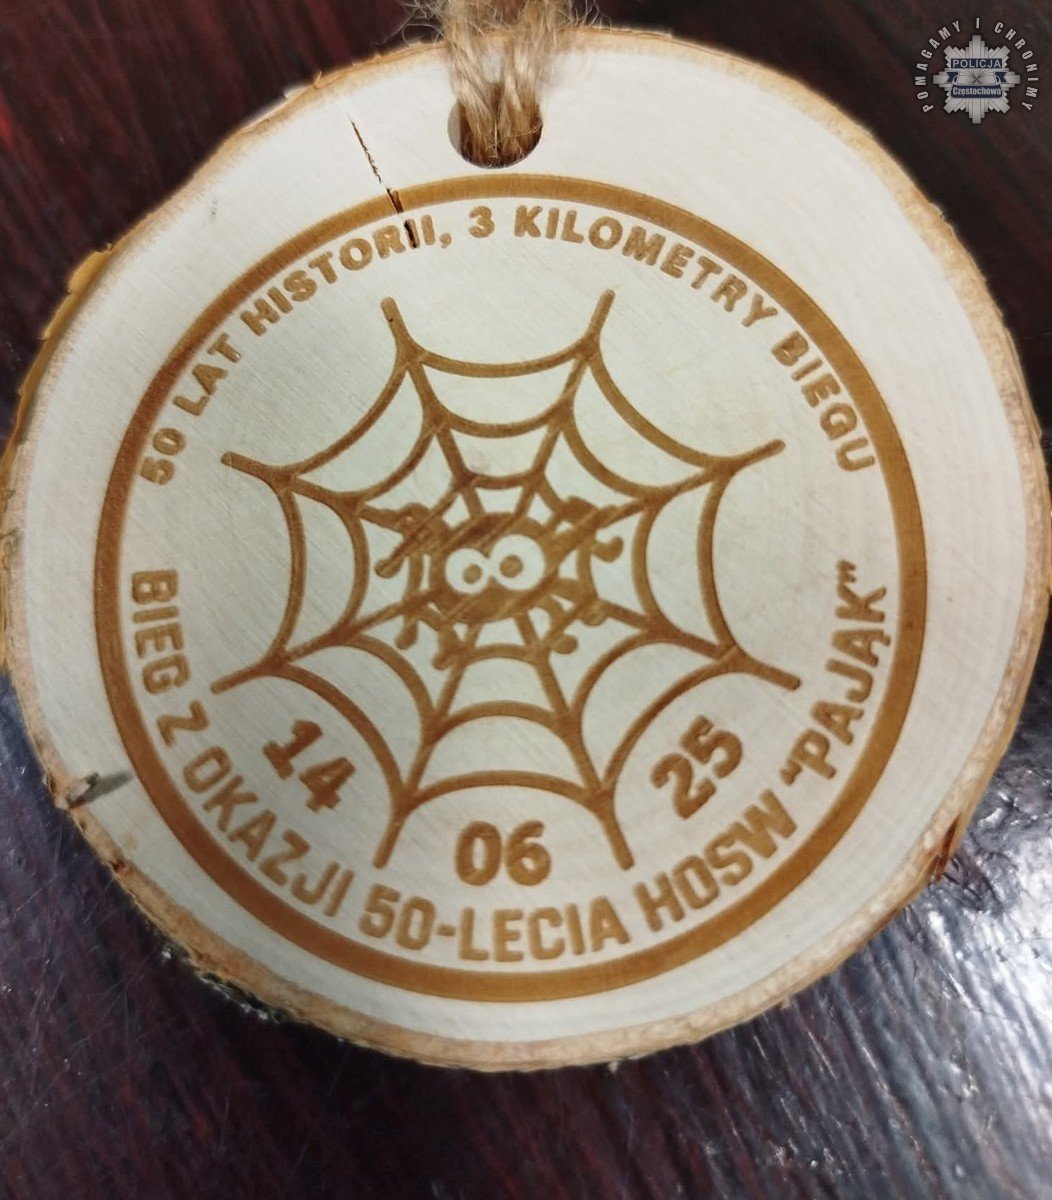 50 LAT HISTORII, 3 KILOMETRY BIEGU
14
06
25
BIEG Z OKAZJI 50-LECIA HOSW "PAJĄK"
POMAGAMY I CHRONIMY
POLICJA
Częstochowa